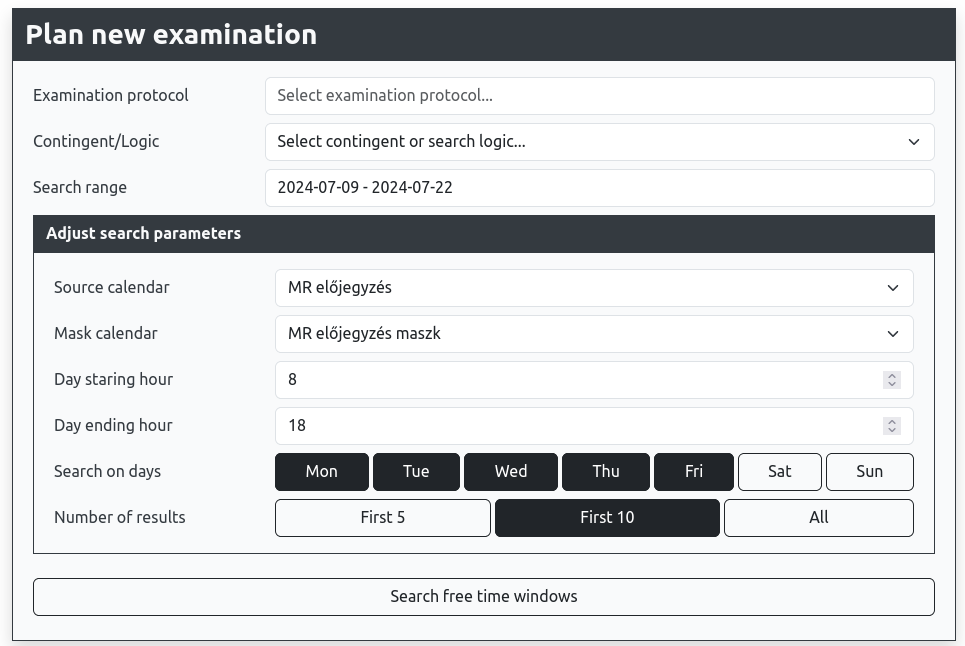 Plan new examination
Examination protocol Select examination protocol...
Contingent/Logic Select contingent or search logic...
Search range 2024-07-09 - 2024-07-22
Adjust search parameters
Source calendar MR előjegyzés
Mask calendar MR előjegyzés maszk
Day staring hour 8
Day ending hour 18
Search on days Mon Tue Wed Thu Fri Sat Sun
Number of results First 5 First 10 All
Search free time windows